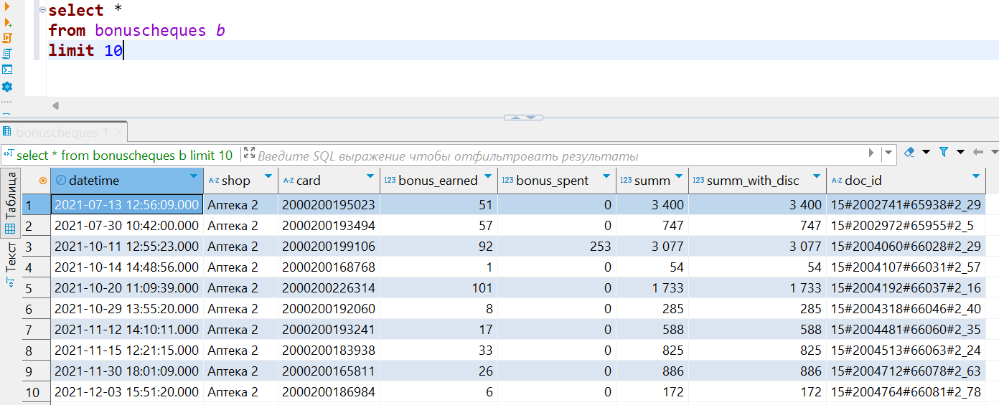 select *
from bonuscheques b
limit 10
bonuscheques 1
select * from bonuscheques b limit 10 Введите SQL выражение чтобы отфильтровать результаты
Таблица
Текст
datetime shop card bonus_earned bonus_spent summ summ_with_disc doc_id
1 2021-07-13 12:56:09.000 Аптека 2 2000200195023 51 0 3 400 3 400 15#2002741#65938#2_29
2 2021-07-30 10:42:00.000 Аптека 2 2000200193494 57 0 747 747 15#2002972#65955#2_5
3 2021-10-11 12:55:23.000 Аптека 2 2000200199106 92 253 3 077 3 077 15#2004060#66028#2_29
4 2021-10-14 14:48:56.000 Аптека 2 2000200168768 1 0 54 54 15#2004107#66031#2_57
5 2021-10-20 11:09:39.000 Аптека 2 2000200226314 101 0 1 733 1 733 15#2004192#66037#2_16
6 2021-10-29 13:55:20.000 Аптека 2 2000200192060 8 0 285 285 15#2004318#66046#2_40
7 2021-11-12 14:10:11.000 Аптека 2 2000200193241 17 0 588 588 15#2004481#66060#2_35
8 2021-11-15 12:21:15.000 Аптека 2 2000200183938 33 0 825 825 15#2004513#66063#2_24
9 2021-11-30 18:01:09.000 Аптека 2 2000200165811 26 0 886 886 15#2004712#66078#2_63
10 2021-12-03 15:51:20.000 Аптека 2 2000200186984 6 0 172 172 15#2004764#66081#2_78